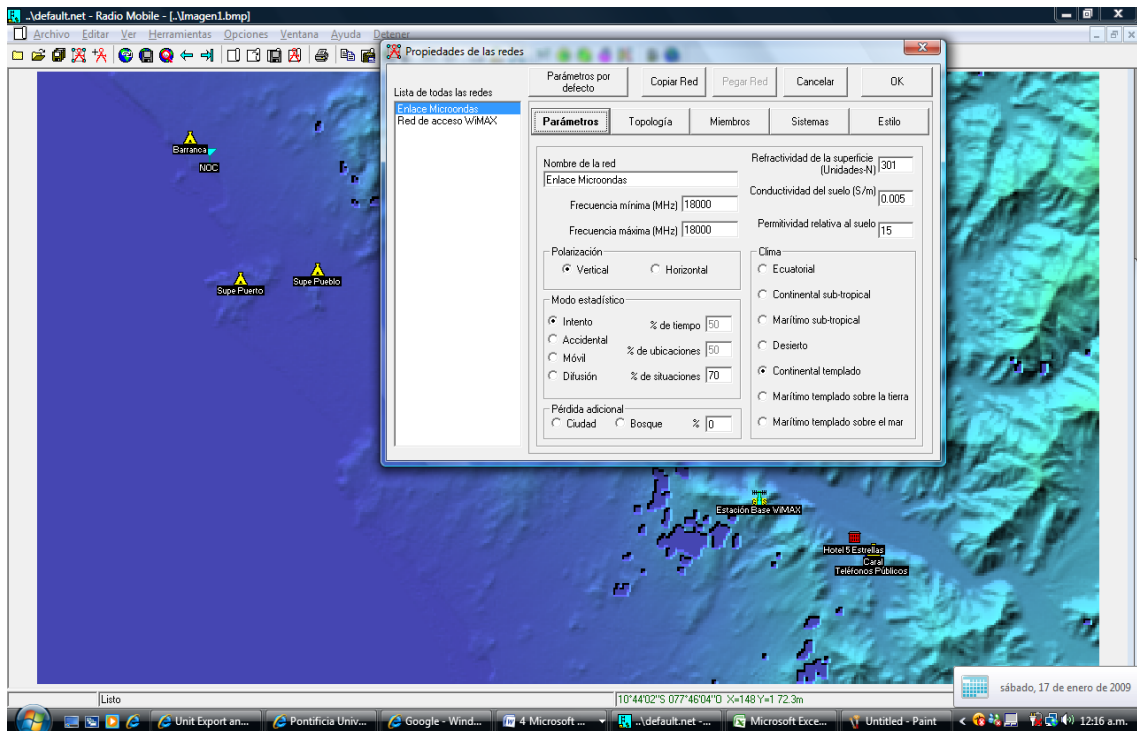 ..\default.net - Radio Mobile - [..\Imagen1.bmp]
Archivo Editar Ver Herramientas Opciones Ventana Ayuda Detener
Propiedades de las redes
Lista de todas las redes
Enlace Microondas
Red de acceso WiMAX
Parámetros por defecto
Copiar Red
Pegar Red
Cancelar
OK
Parámetros
Topología
Miembros
Sistemas
Estilo
Nombre de la red
Enlace Microondas
Frecuencia mínima (MHz) 18000
Frecuencia máxima (MHz) 18000
Refractividad de la superficie (Unidades-N) 301
Conductividad del suelo (S/m) 0.005
Permitividad relativa al suelo 15
Polarización
Vertical
Horizontal
Modo estadístico
Intento
Accidental
Móvil
Difusión
% de tiempo 50
% de ubicaciones 50
% de situaciones 70
Pérdida adicional
Ciudad
Bosque
% 0
Clima
Ecuatorial
Continental sub-tropical
Marítimo sub-tropical
Desierto
Continental templado
Marítimo templado sobre la tierra
Marítimo templado sobre el mar
Barranca
NOC
Supe Puerto
Supe Pueblo
Estación Base WiMAX
Hotel 5 Estrellas
Caral
Teléfonos Públicos
Listo
10°44'02"S 077°46'04"O X=148 Y=1 72.3m
sábado, 17 de enero de 2009
Unit Export an...
Pontificia Univ...
Google - Wind...
4 Microsoft ...
..\default.net -...
Microsoft Exce...
Untitled - Paint
12:16 a.m.